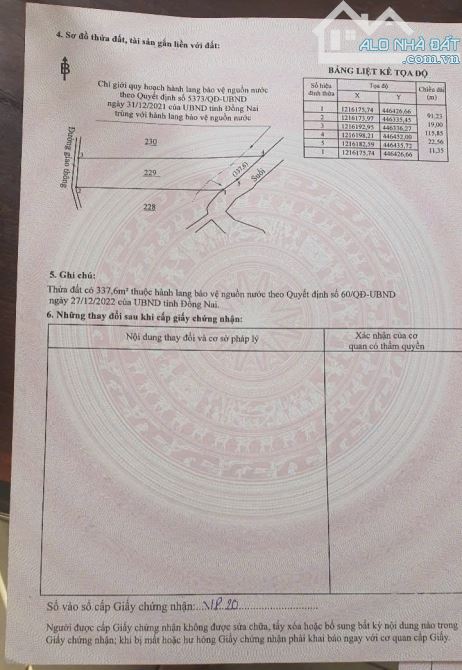 ALO NHÀ ĐẤT
.com.vn
4. Sơ đồ thửa đất, tài sản gắn liền với đất:
B
Chỉ giới quy hoạch hành lang bảo vệ nguồn nước
theo Quyết định số 5373/QĐ-UBND
ngày 31/12/2021 của UBND tỉnh Đồng Nai
trùng với hành lang bảo vệ nguồn nước
Đường giao thông
230
229
228
(337,6)
Suối
BẢNG LIỆT KÊ TỌA ĐỘ
Số hiệu đỉnh thửa Tọa độ Chiều dài (m)
X Y
1 1216175,74 446426,66
91,23
2 1216173,97 446335,45
19,00
3 1216192,95 446336,27
115,85
4 1216198,21 446452,00
22,56
5 1216182,59 446435,72
11,35
1 1216175,74 446426,66
5. Ghi chú:
Thửa đất có 337,6m² thuộc hành lang bảo vệ nguồn nước theo Quyết định số 60/QĐ-UBND
ngày 27/12/2022 của UBND tỉnh Đồng Nai.
6. Những thay đổi sau khi cấp giấy chứng nhận:
Nội dung thay đổi và cơ sở pháp lý
Xác nhận của cơ
quan có thẩm quyền
Số vào sổ cấp Giấy chứng nhận:
Người được cấp Giấy chứng nhận không được sửa chữa, tẩy xóa hoặc bổ sung bất kỳ nội dung nào trong
Giấy chứng nhận; khi bị mất hoặc hư hỏng Giấy chứng nhận phải khai báo ngay với cơ quan cấp Giấy.